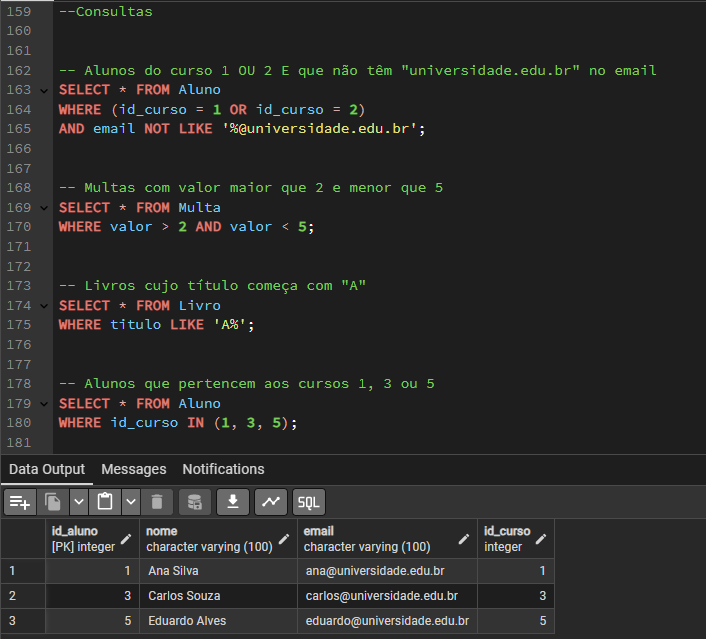 159 --Consultas
160
161
162 -- Alunos do curso 1 OU 2 E que não têm "universidade.edu.br" no email
163 SELECT * FROM Aluno
164 WHERE (id_curso = 1 OR id_curso = 2)
165 AND email NOT LIKE '%@universidade.edu.br';
166
167
168 -- Multas com valor maior que 2 e menor que 5
169 SELECT * FROM Multa
170 WHERE valor > 2 AND valor < 5;
171
172
173 -- Livros cujo título começa com "A"
174 SELECT * FROM Livro
175 WHERE titulo LIKE 'A%';
176
177
178 -- Alunos que pertencem aos cursos 1, 3 ou 5
179 SELECT * FROM Aluno
180 WHERE id_curso IN (1, 3, 5);
181
Data Output Messages Notifications
SQL
id_aluno nome email id_curso
[PK] integer character varying (100) character varying (100) integer
1 1 Ana Silva ana@universidade.edu.br 1
2 3 Carlos Souza carlos@universidade.edu.br 3
3 5 Eduardo Alves eduardo@universidade.edu.br 5